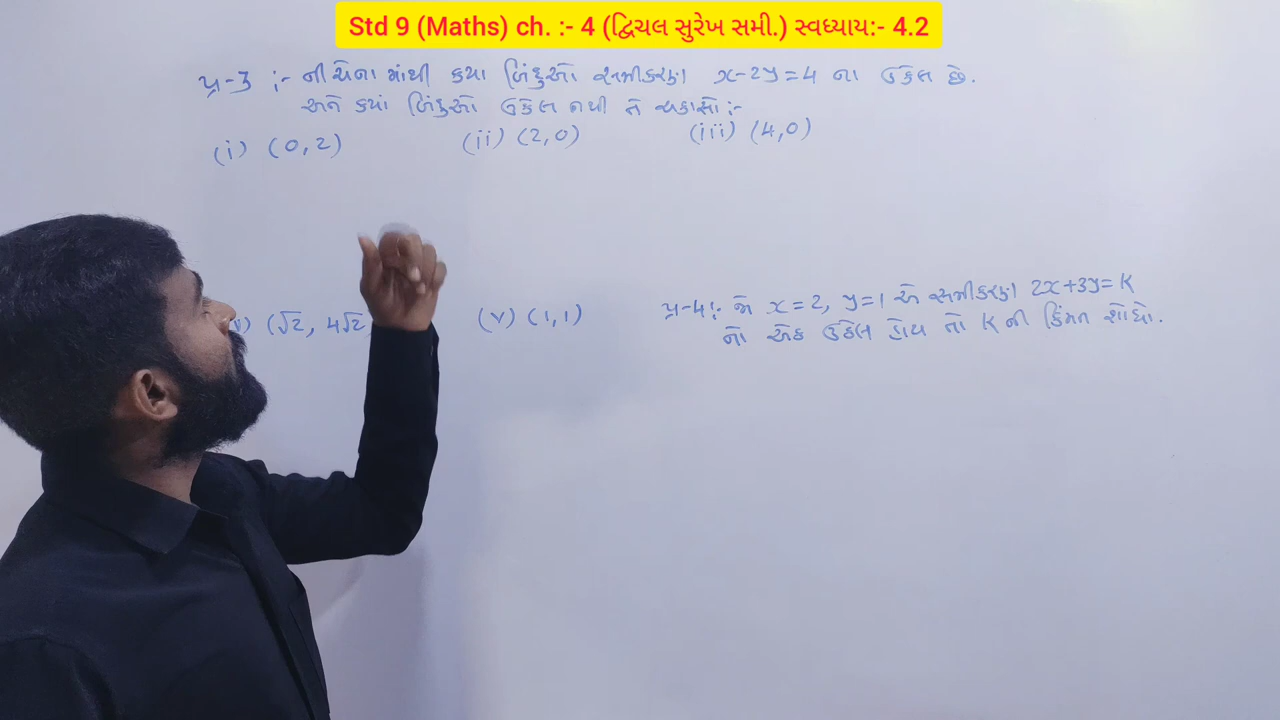 Std 9 (Maths) ch. :- 4 (દ્વિચલ સુરેખ સમી.) સ્વધ્યાય:- 4.2
પ્ર-3 :- નીચેના માંથી કયા બિંદુઓ સમીકરણ x-2y=4 ના ઉકેલ છે.
અને કયાં બિંદુઓ ઉકેલ નથી તે ચકાસો :-
(i) (0,2) (ii) (2,0) (iii) (4,0)
(√2, 4√2 (v) (1,1)
પ્ર-4:- જો x=2, y=1 એ સમીકરણ 2x+3y=K
નો એક ઉકેલ હોય તો K ની કિંમત શોધો.